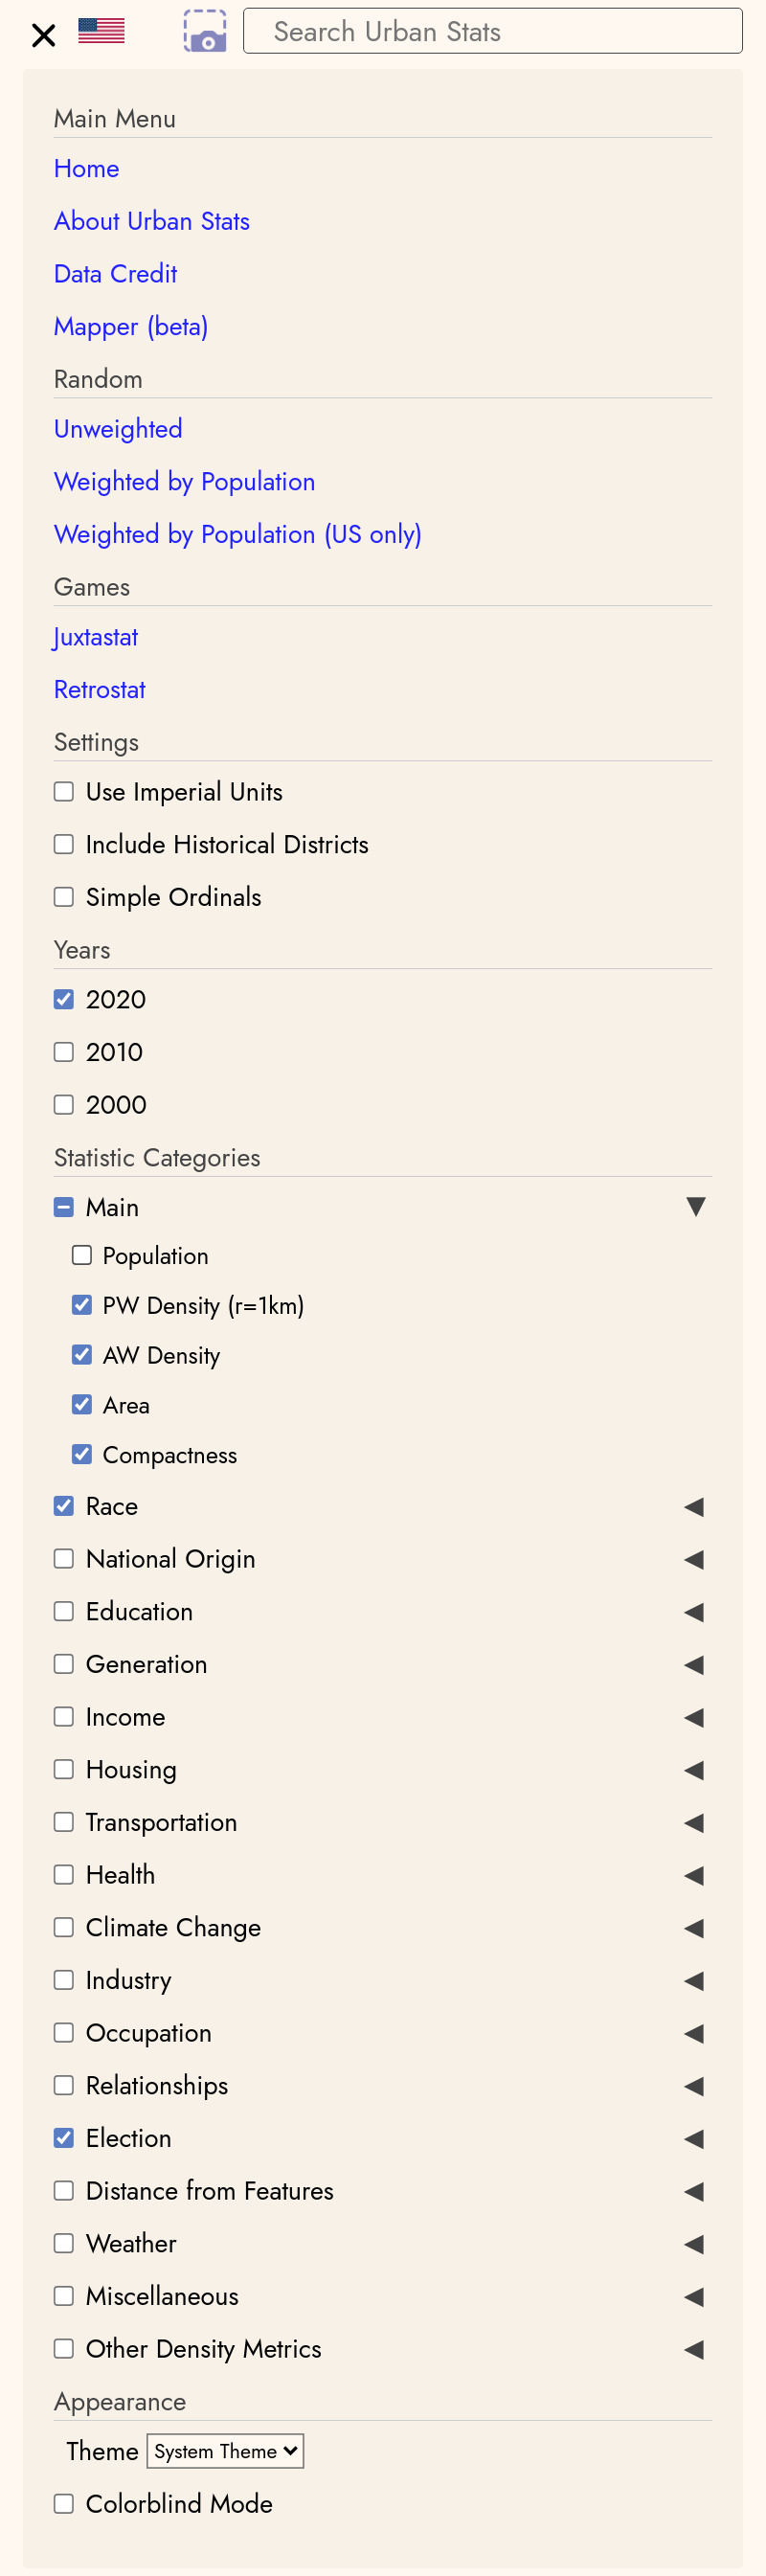 Search Urban Stats
Main Menu
Home
About Urban Stats
Data Credit
Mapper (beta)
Random
Unweighted
Weighted by Population
Weighted by Population (US only)
Games
Juxtastat
Retrostat
Settings
Use Imperial Units
Include Historical Districts
Simple Ordinals
Years
2020
2010
2000
Statistic Categories
Main
Population
PW Density (r=1km)
AW Density
Area
Compactness
Race
National Origin
Education
Generation
Income
Housing
Transportation
Health
Climate Change
Industry
Occupation
Relationships
Election
Distance from Features
Weather
Miscellaneous
Other Density Metrics
Appearance
Theme System Theme
Colorblind Mode